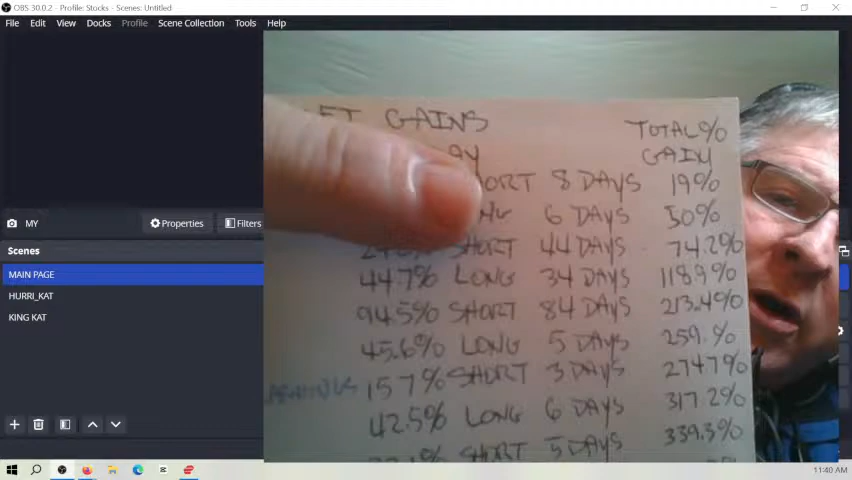 OBS 30.0.2 - Profile: Stocks - Scenes: Untitled
File Edit View Docks Profile Scene Collection Tools Help
GAINS TOTAL%
GAIN
SHORT 8 DAYS 19%
6 DAYS 50%
SHORT 44 DAYS 74.2%
44.7% LONG 34 DAYS 118.9%
94.5% SHORT 84 DAYS 213.4%
45.6% LONG 5 DAYS 259.%
157% SHORT 3 DAYS 274.7%
42.5% LONG 6 DAYS 317.2%
SHORT 5 DAYS 339.3%
MY Properties Filters
Scenes
MAIN PAGE
HURRI_KAT
KING KAT
11:40 AM